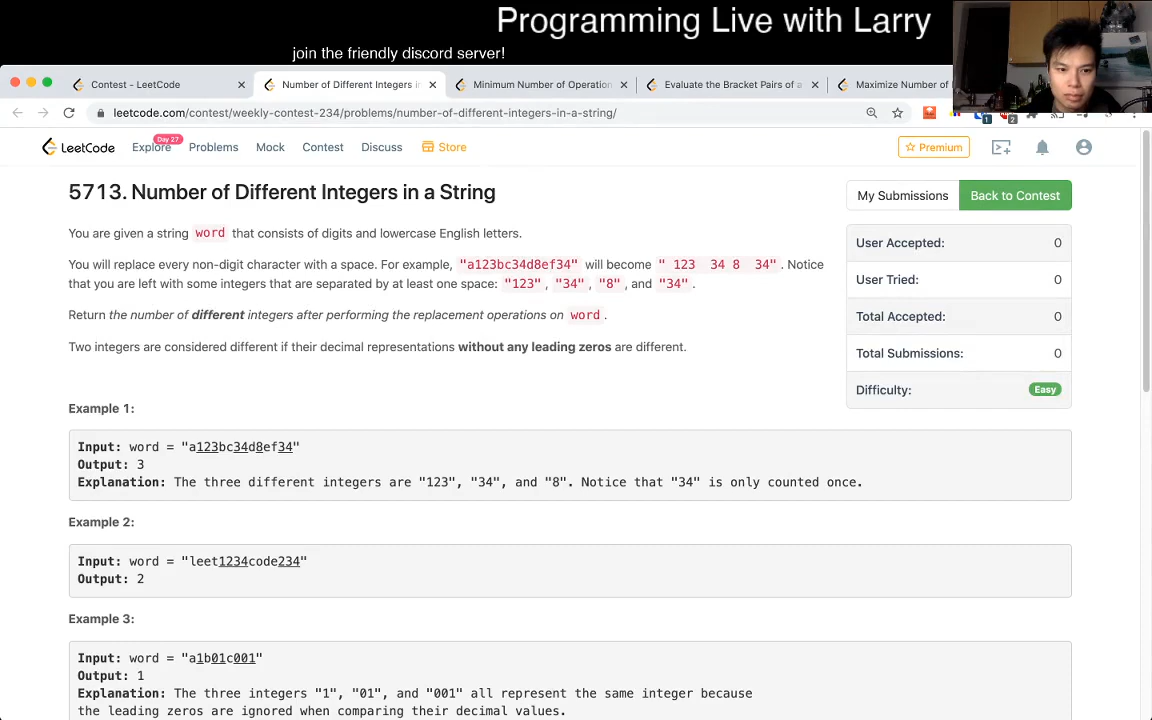 Programming Live with Larry
join the friendly discord server!
Contest - LeetCode
Number of Different Integers i
Minimum Number of Operation
Evaluate the Bracket Pairs of a
Maximize Number of
leetcode.com/contest/weekly-contest-234/problems/number-of-different-integers-in-a-string/
LeetCode
Explore
Day 27
Problems
Mock
Contest
Discuss
Store
Premium
5713. Number of Different Integers in a String
My Submissions
Back to Contest
You are given a string word that consists of digits and lowercase English letters.
You will replace every non-digit character with a space. For example, "a123bc34d8ef34" will become " 123  34 8  34". Notice
that you are left with some integers that are separated by at least one space: "123", "34", "8", and "34".
Return the number of different integers after performing the replacement operations on word.
Two integers are considered different if their decimal representations without any leading zeros are different.
User Accepted: 0
User Tried: 0
Total Accepted: 0
Total Submissions: 0
Difficulty: Easy
Example 1:
Input: word = "a123bc34d8ef34"
Output: 3
Explanation: The three different integers are "123", "34", and "8". Notice that "34" is only counted once.
Example 2:
Input: word = "leet1234code234"
Output: 2
Example 3:
Input: word = "a1b01c001"
Output: 1
Explanation: The three integers "1", "01", and "001" all represent the same integer because
the leading zeros are ignored when comparing their decimal values.